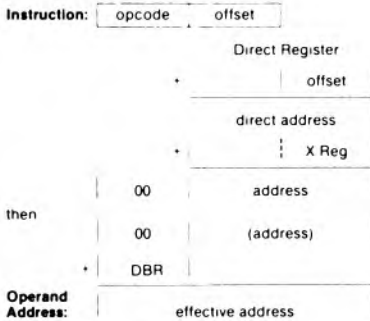 Instruction: opcode offset
Direct Register
+ offset
direct address
+ X Reg
00 address
then
00 (address)
+ DBR
Operand
Address: effective address